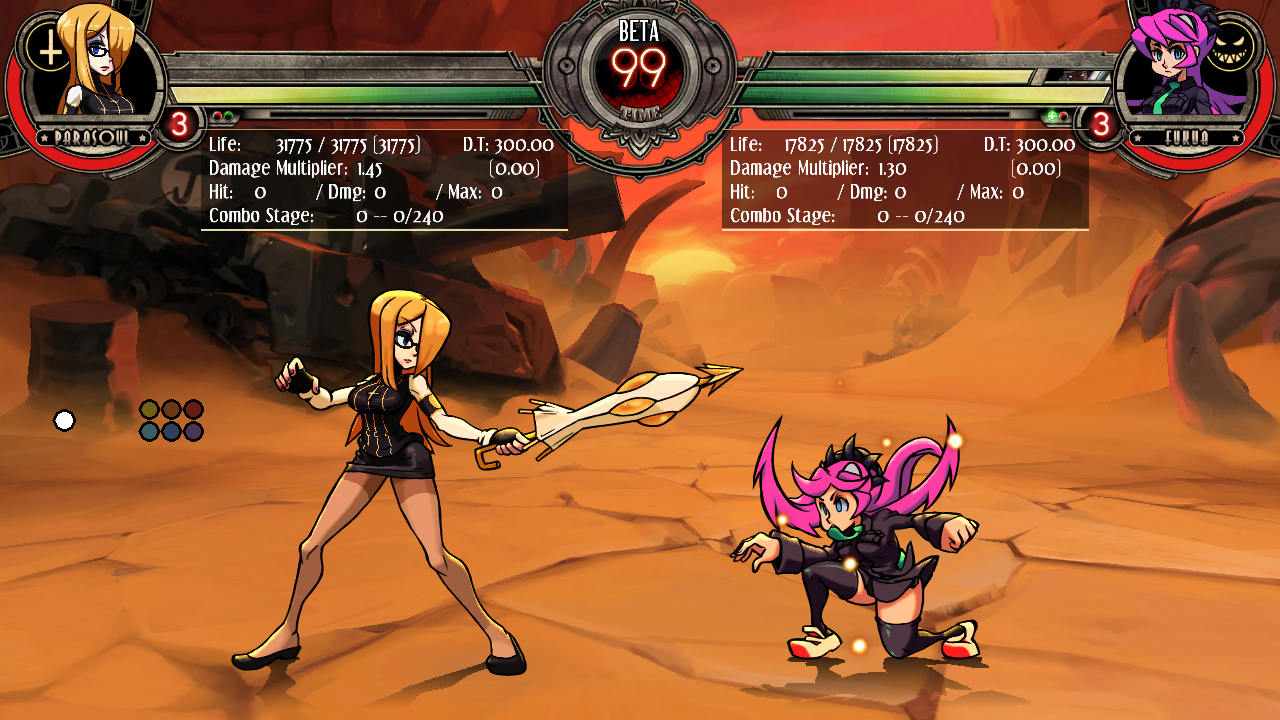 BETA
99
TIME
PARASOUL
3
3
FUKUA
Life: 31775 / 31775 (31775) D.T: 300.00
Damage Multiplier: 1.45 (0.00)
Hit: 0 / Dmg: 0 / Max: 0
Combo Stage: 0 -- 0/240
Life: 17825 / 17825 (17825) D.T: 300.00
Damage Multiplier: 1.30 (0.00)
Hit: 0 / Dmg: 0 / Max: 0
Combo Stage: 0 -- 0/240